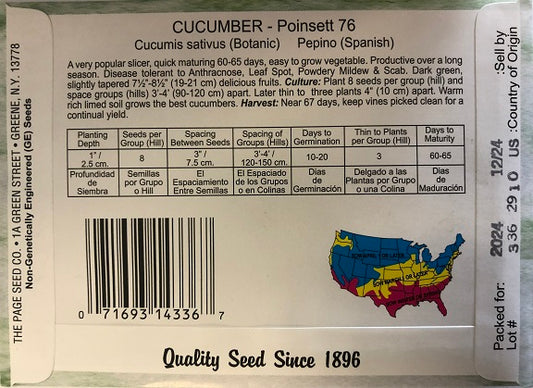 CUCUMBER - Poinsett 76
Cucumis sativus (Botanic) Pepino (Spanish)
A very popular slicer, quick maturing 60-65 days, easy to grow vegetable. Productive over a long
season. Disease tolerant to Anthracnose, Leaf Spot, Powdery Mildew & Scab. Dark green,
slightly tapered 7½"-8½" (19-21 cm) delicious fruits. Culture: Plant 8 seeds per group (hill) and
space groups (hills) 3'-4' (90-120 cm) apart. Later thin to three plants 4" (10 cm) apart. Warm
rich limed soil grows the best cucumbers. Harvest: Near 67 days, keep vines picked clean for a
continual yield.
Planting Depth Seeds per Group (Hill) Spacing Between Seeds Spacing of Groups (Hills) Days to Germination Thin to Plants per Group (Hill) Days to Maturity
1" / 2.5 cm. 8 3" / 7.5 cm. 3'-4' / 120-150 cm. 10-20 3 60-65
Profundidad de Siembra Semillas por Grupo o Hill El Espaciamiento Entre Semillas El Espaciado de los Grupos o en Colinas Dias de Germinación Delgado a las Plantas por Grupo o una Colina Dias de Maduración
0 71693 14336 7
SOW APRIL 1 OR LATER
SOW MARCH 1 OR LATER
Quality Seed Since 1896
THE PAGE SEED CO. • 1A GREEN STREET • GREENE, N.Y. 13778
Non-Genetically Engineered (GE) Seeds
Packed for: 2024 12/24 :Sell by
Lot # 336 2910 US :Country of Origin